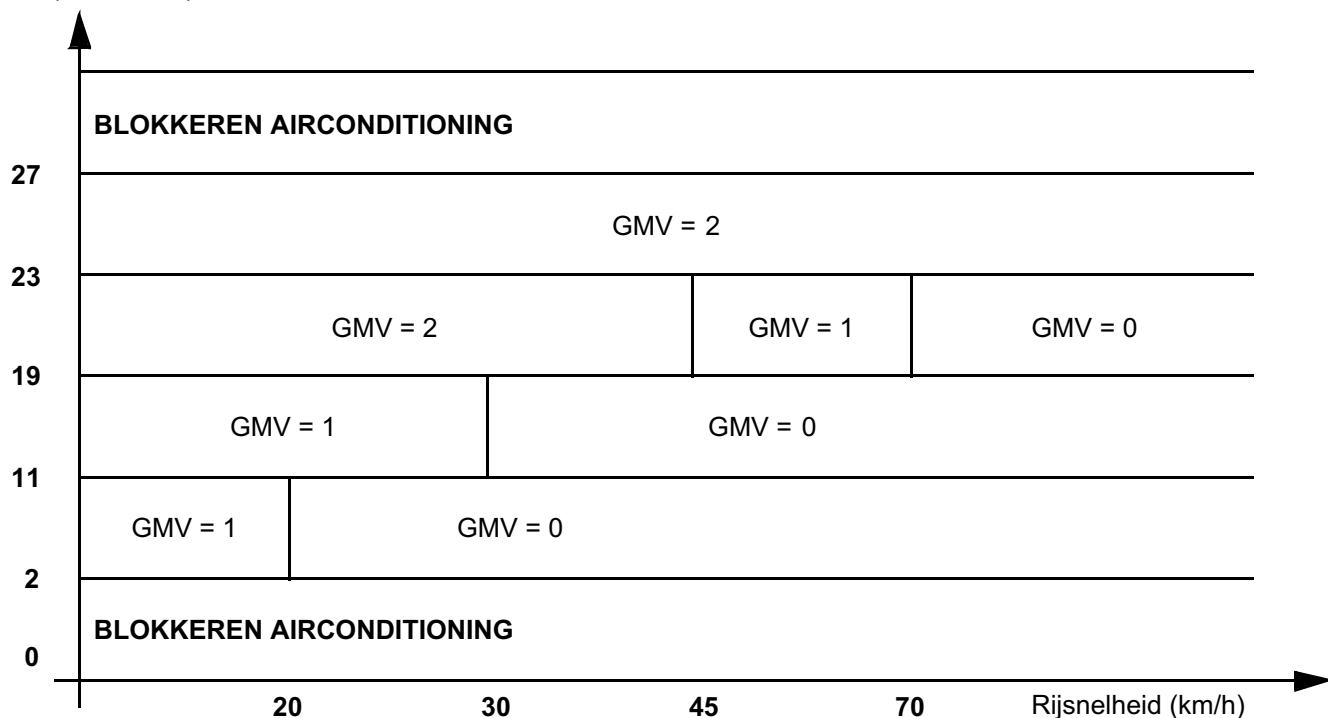 BLOKKEREN AIRCONDITIONING
27
GMV = 2
23
GMV = 2 GMV = 1 GMV = 0
19
GMV = 1 GMV = 0
11
GMV = 1 GMV = 0
2
BLOKKEREN AIRCONDITIONING
0
20 30 45 70 Rijsnelheid (km/h)